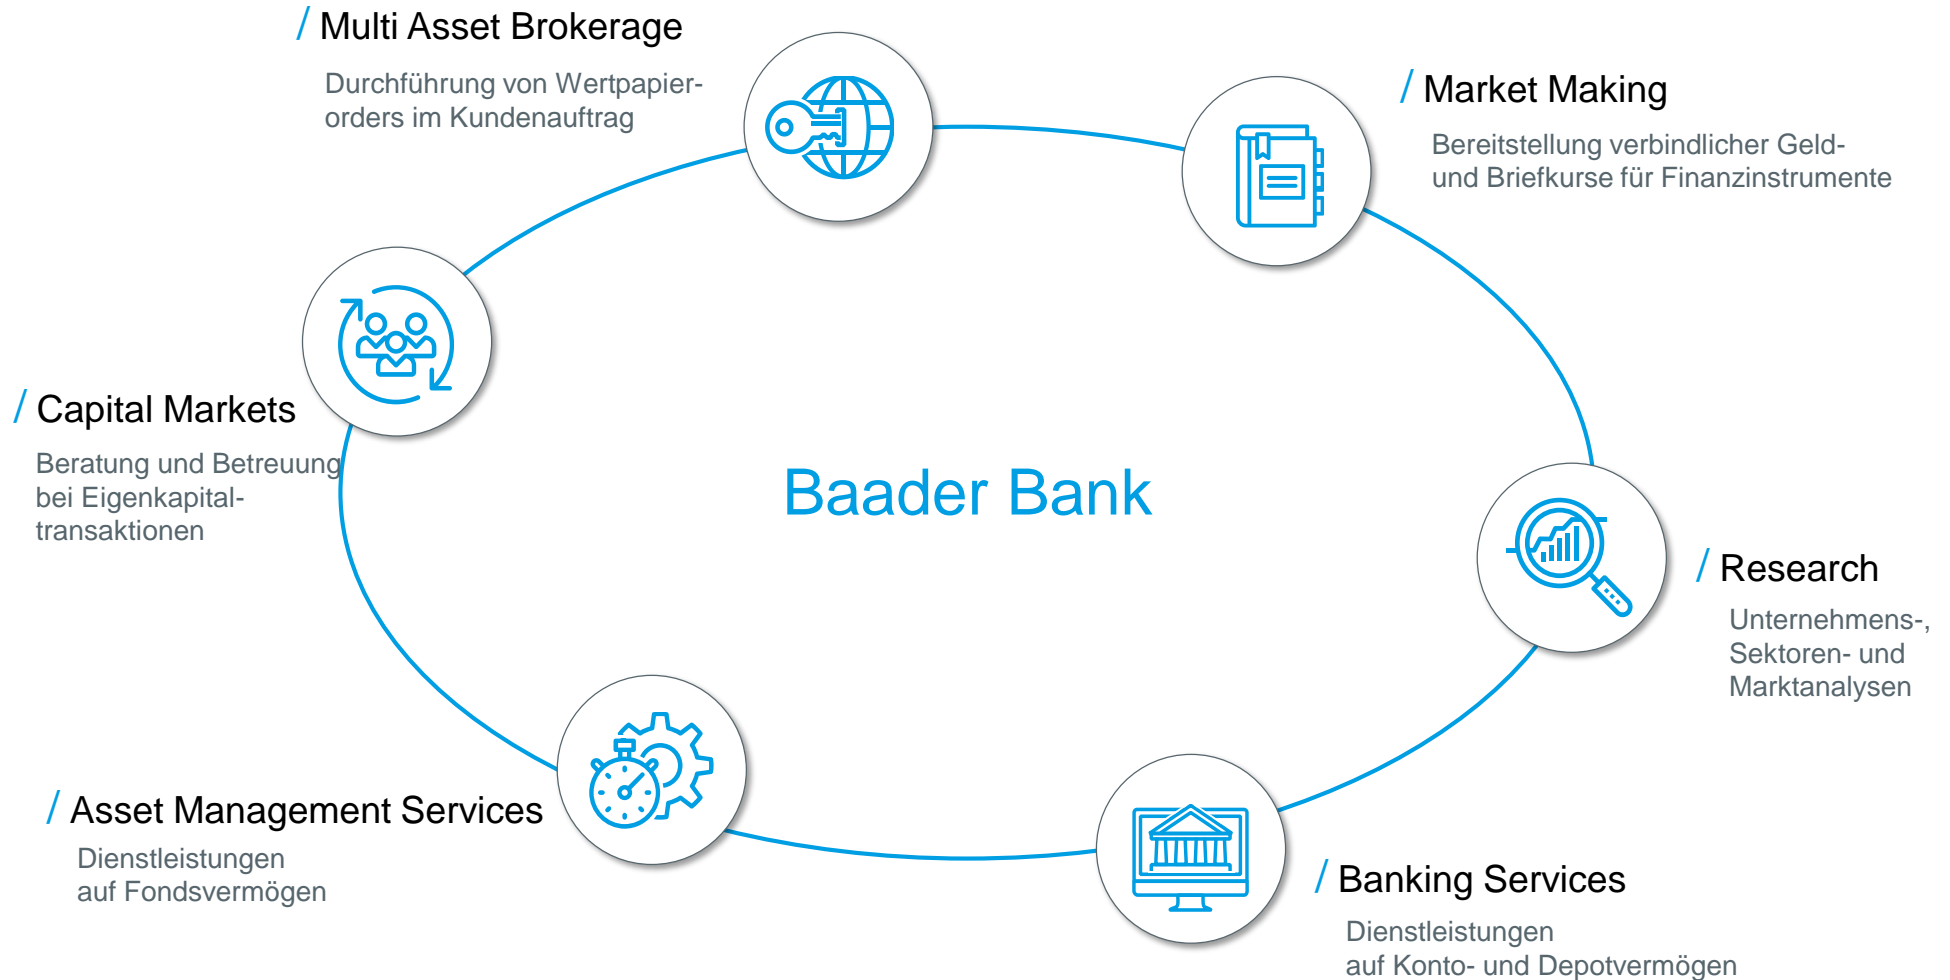 / Multi Asset Brokerage
Durchführung von Wertpapier-
orders im Kundenauftrag
/ Market Making
Bereitstellung verbindlicher Geld-
und Briefkurse für Finanzinstrumente
/ Capital Markets
Beratung und Betreuung
bei Eigenkapital-
transaktionen
Baader Bank
/ Research
Unternehmens-,
Sektoren- und
Marktanalysen
/ Asset Management Services
Dienstleistungen
auf Fondsvermögen
/ Banking Services
Dienstleistungen
auf Konto- und Depotvermögen